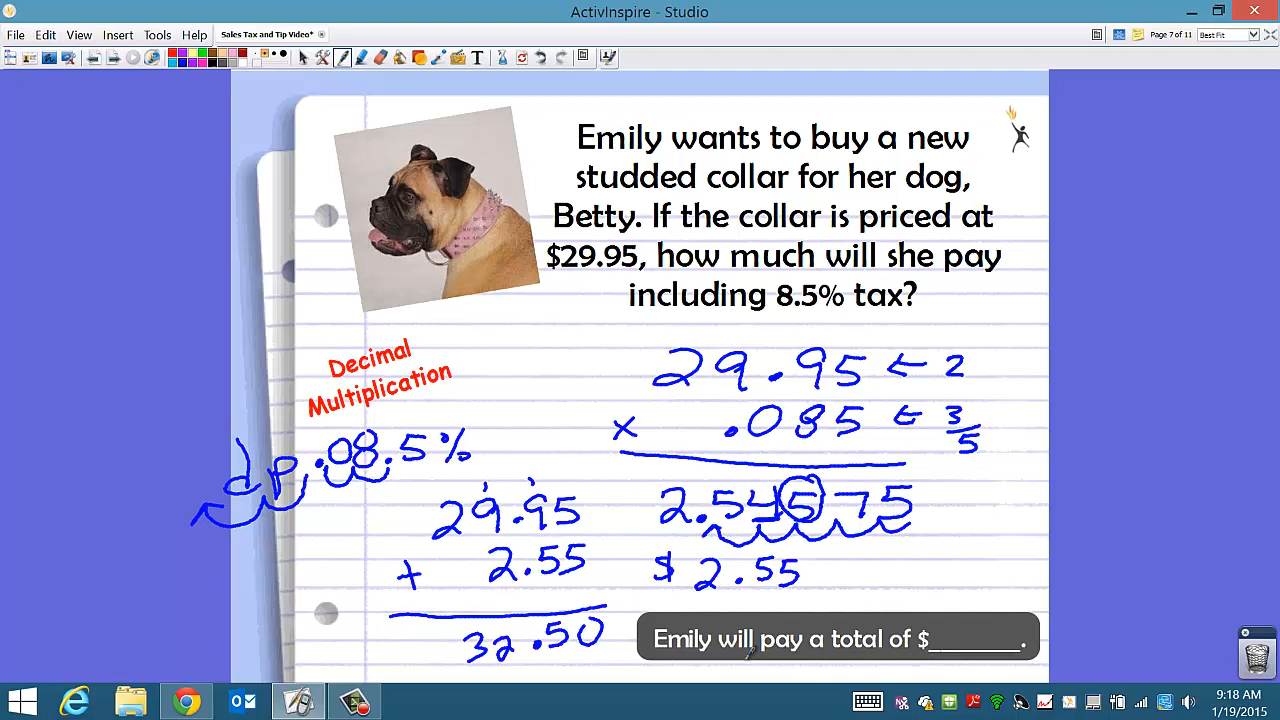 ActivInspire - Studio
File Edit View Insert Tools Help
Sales Tax and Tip Video*
Page 7 of 11
Best Fit
Emily wants to buy a new
studded collar for her dog,
Betty. If the collar is priced at
$29.95, how much will she pay
including 8.5% tax?
Decimal
Multiplication
dp .08.5%
29.95 ← 2
x .085 ← 3
5
2.54575
$ 2.55
1 1
29.95
+ 2.55
32.50
Emily will pay a total of $_______.
9:18 AM
1/19/2015